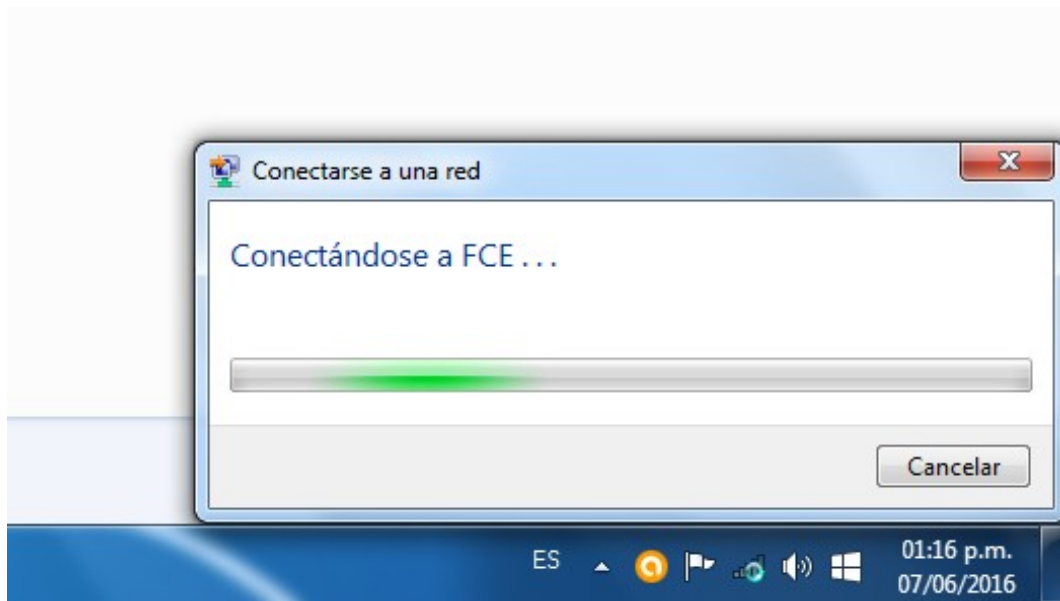 Conectarse a una red
Conectándose a FCE . . .
Cancelar
ES
01:16 p.m.
07/06/2016